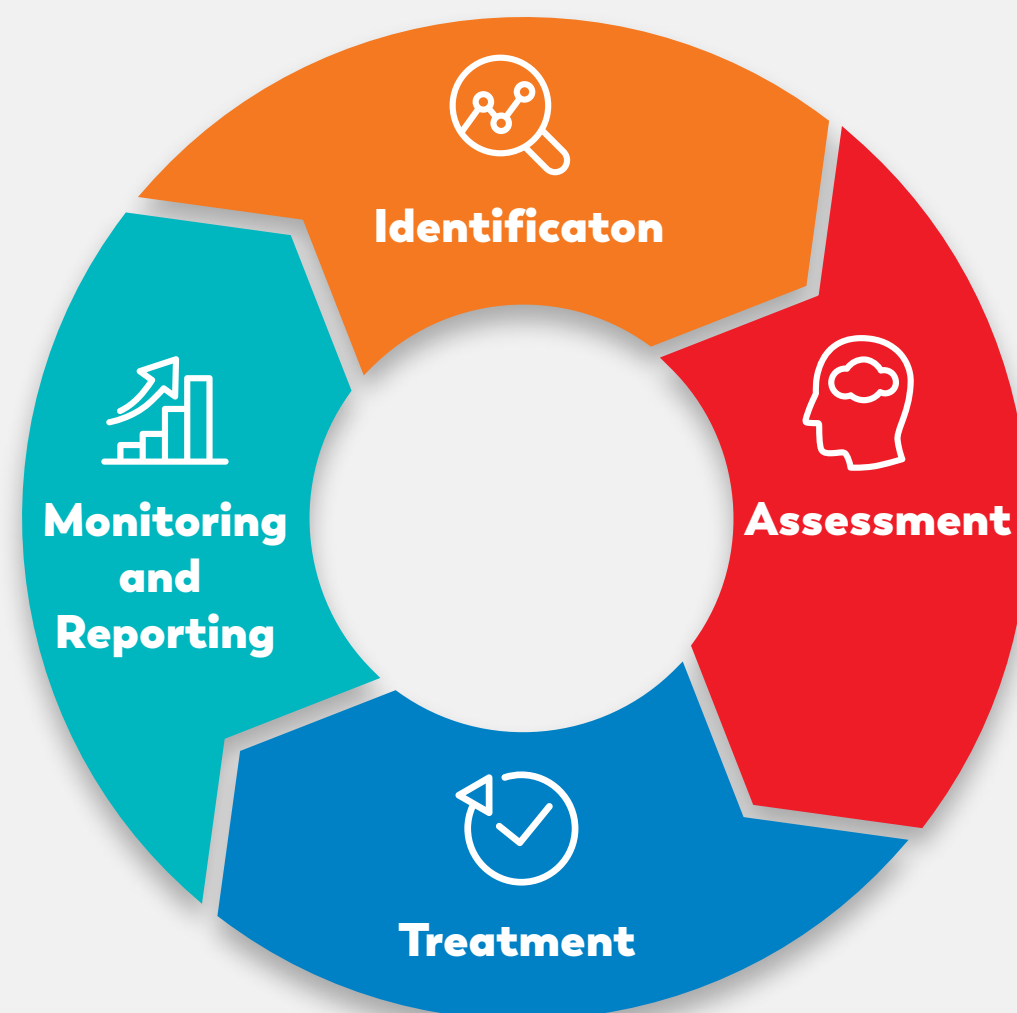 Identificaton
Assessment
Treatment
Monitoring
and
Reporting